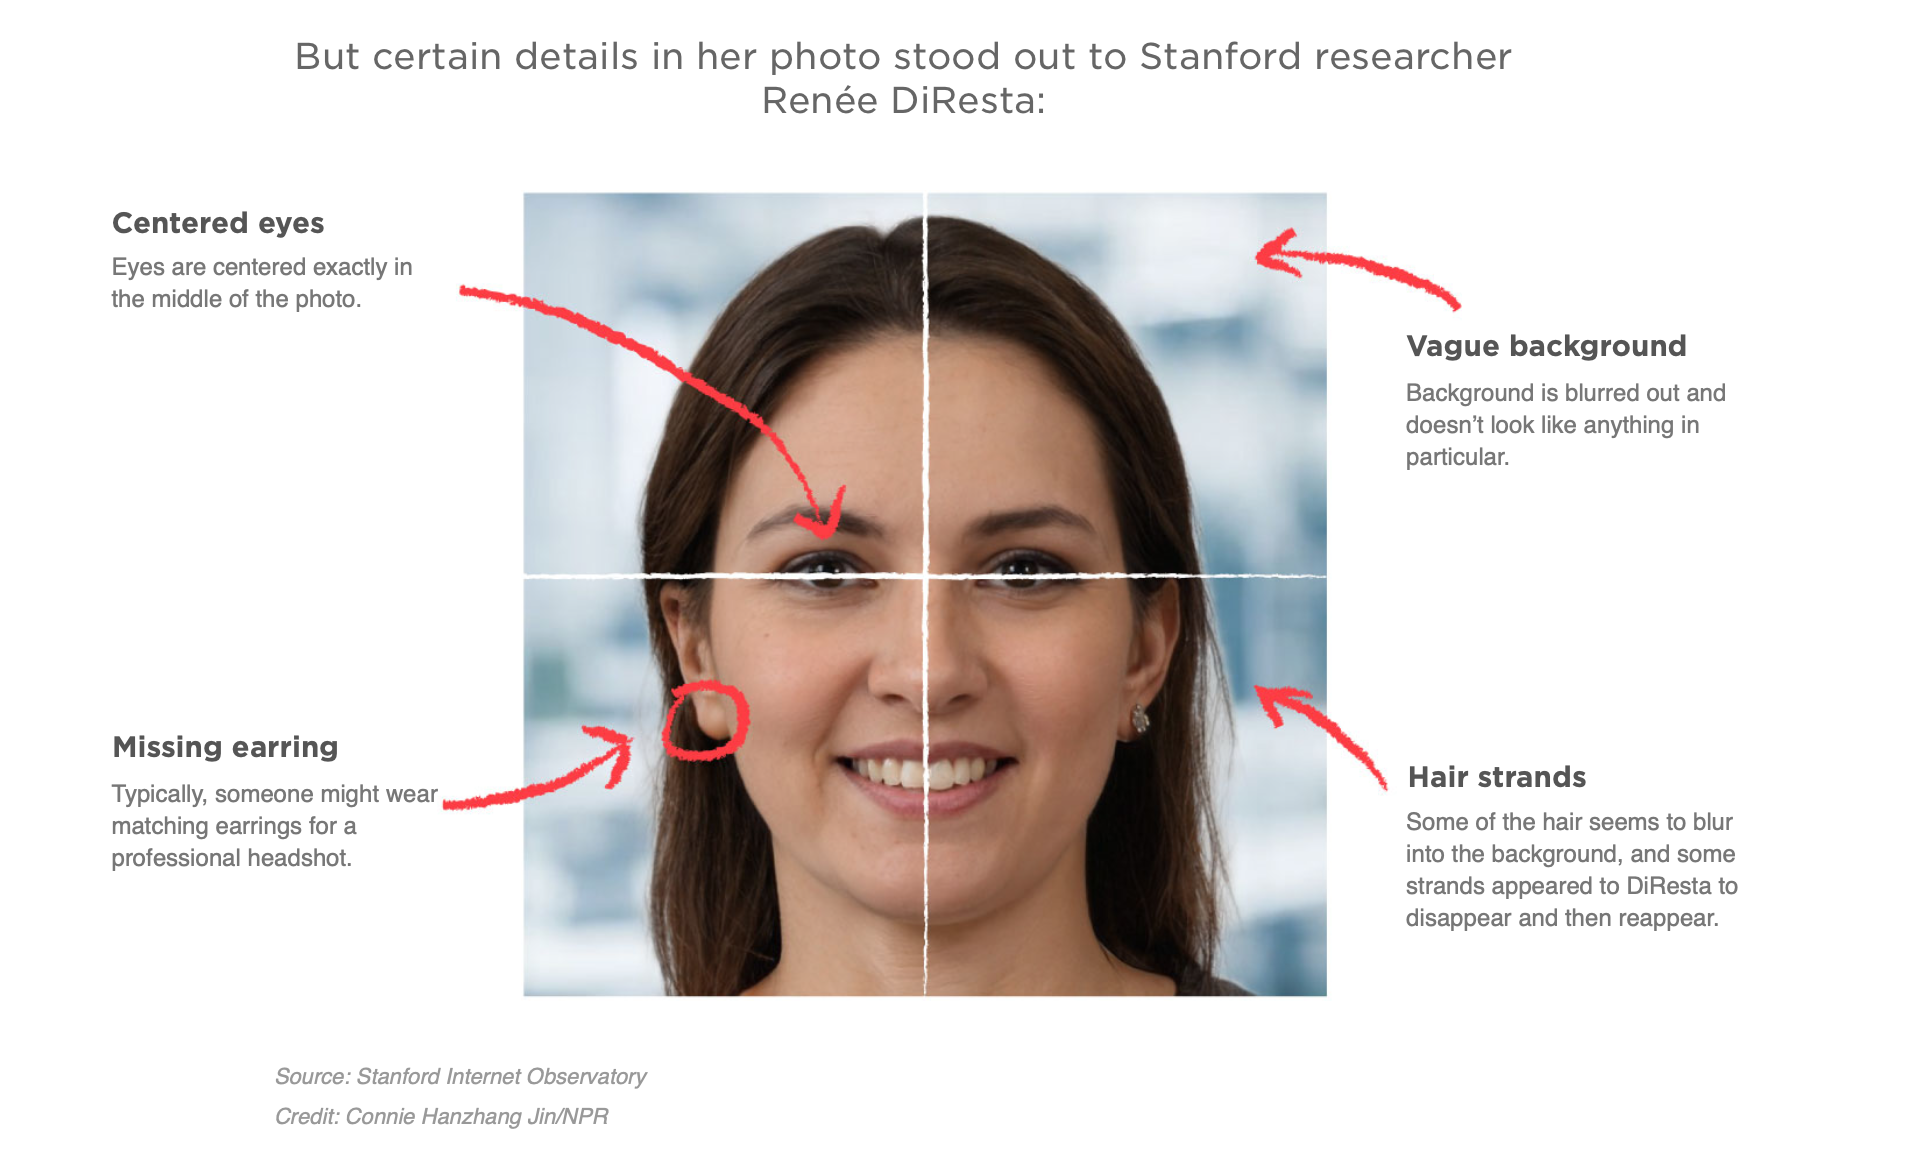 But certain details in her photo stood out to Stanford researcher
Renée DiResta:
Centered eyes
Eyes are centered exactly in
the middle of the photo.
Vague background
Background is blurred out and
doesn’t look like anything in
particular.
Missing earring
Typically, someone might wear
matching earrings for a
professional headshot.
Hair strands
Some of the hair seems to blur
into the background, and some
strands appeared to DiResta to
disappear and then reappear.
Source: Stanford Internet Observatory
Credit: Connie Hanzhang Jin/NPR